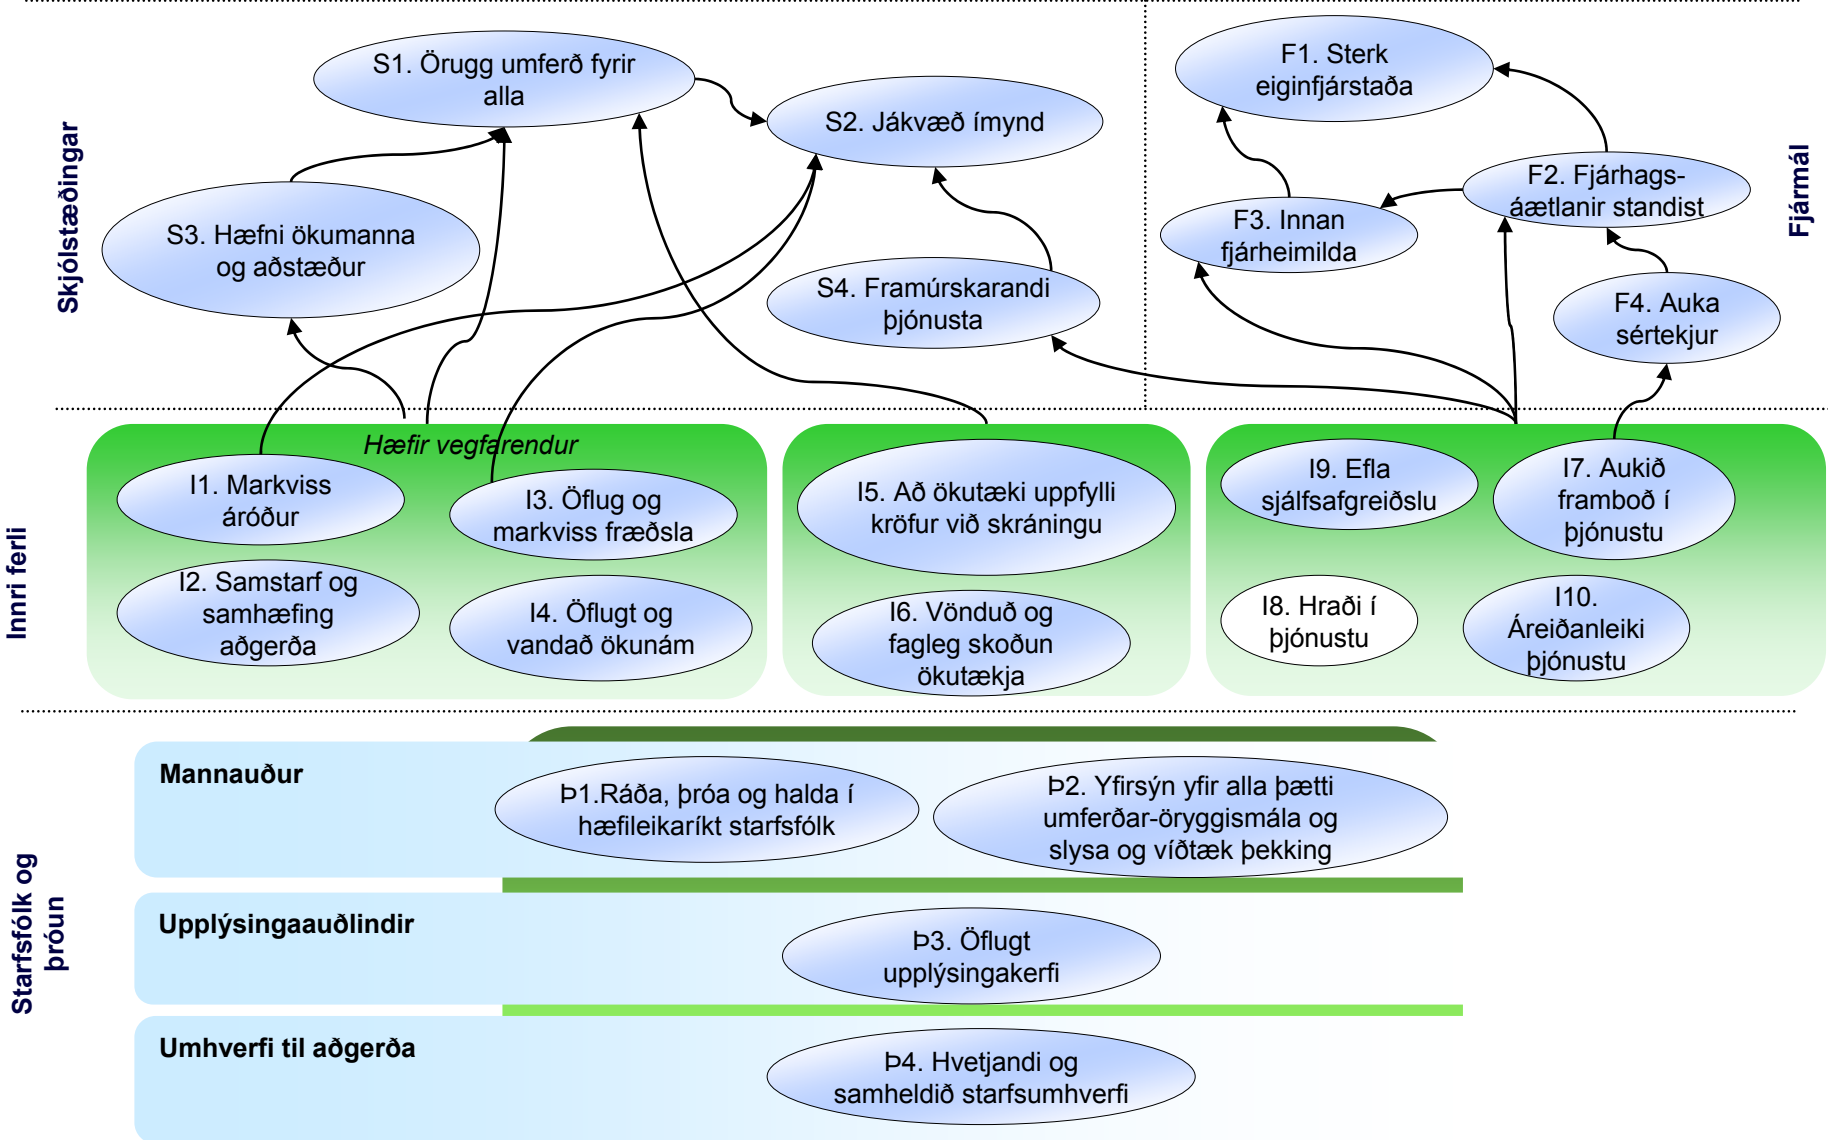 Skjólstæðingar
S1. Örugg umferð fyrir
alla
S2. Jákvæð ímynd
S3. Hæfni ökumanna
og aðstæður
S4. Framúrskarandi
þjónusta
Fjármál
F1. Sterk
eiginfjárstaða
F2. Fjárhags-
áætlanir standist
F3. Innan
fjárheimilda
F4. Auka
sértekjur
Innri ferli
Hæfir vegfarendur
I1. Markviss
áróður
I3. Öflug og
markviss fræðsla
I2. Samstarf og
samhæfing
aðgerða
I4. Öflugt og
vandað ökunám
I5. Að ökutæki uppfylli
kröfur við skráningu
I6. Vönduð og
fagleg skoðun
ökutækja
I9. Efla
sjálfsafgreiðslu
I7. Aukið
framboð í
þjónustu
I8. Hraði í
þjónustu
I10.
Áreiðanleiki
þjónustu
Starfsfólk og
þróun
Mannauður
Þ1.Ráða, þróa og halda í
hæfileikaríkt starfsfólk
Þ2. Yfirsýn yfir alla þætti
umferðar-öryggismála og
slysa og víðtæk þekking
Upplýsingaauðlindir
Þ3. Öflugt
upplýsingakerfi
Umhverfi til aðgerða
Þ4. Hvetjandi og
samheldið starfsumhverfi